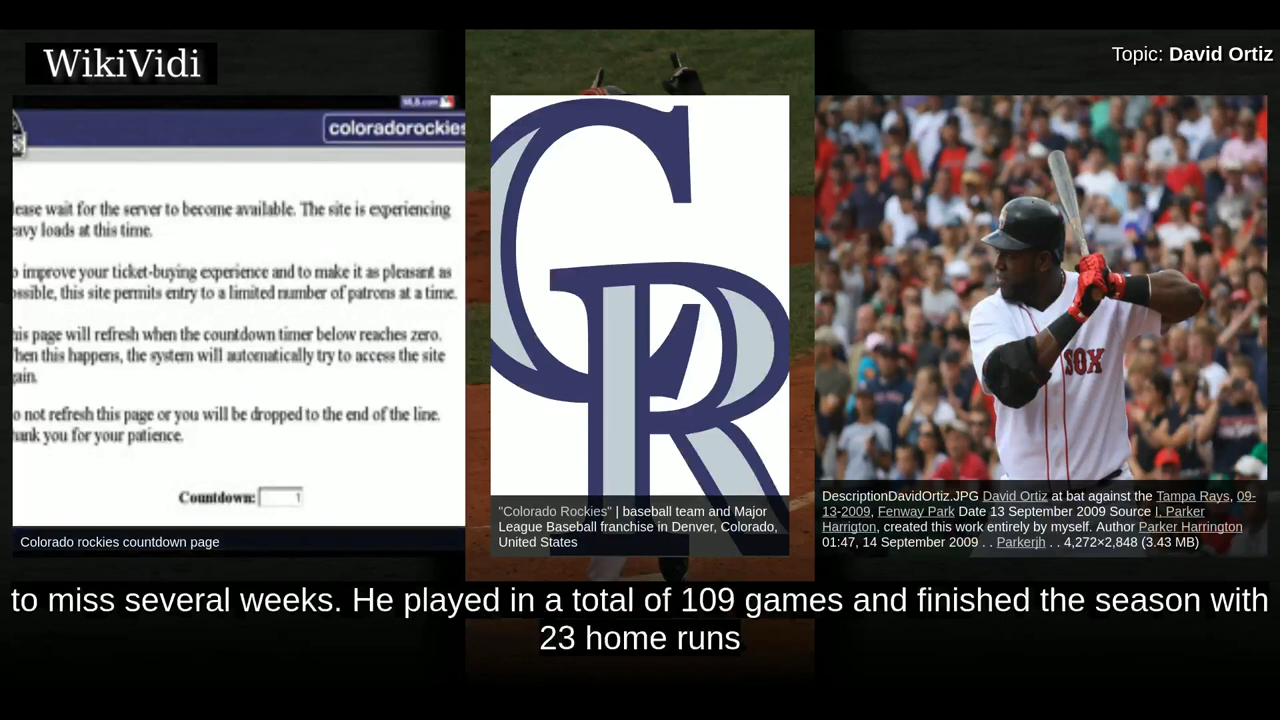 WikiVidi
Topic: David Ortiz
MLB.com
coloradorockies
ease wait for the server to become available. The site is experiencing
avy loads at this time.
o improve your ticket-buying experience and to make it as pleasant as
ossible, this site permits entry to a limited number of patrons at a time.
his page will refresh when the countdown timer below reaches zero.
hen this happens, the system will automatically try to access the site
ain.
o not refresh this page or you will be dropped to the end of the line.
hank you for your patience.
Countdown: 1
Colorado rockies countdown page
CR
"Colorado Rockies" | baseball team and Major
League Baseball franchise in Denver, Colorado,
United States
SOX
DescriptionDavidOrtiz.JPG David Ortiz at bat against the Tampa Rays, 09-
13-2009, Fenway Park Date 13 September 2009 Source I, Parker
Harrigton, created this work entirely by myself. Author Parker Harrington
01:47, 14 September 2009 . . Parkerjh . . 4,272×2,848 (3.43 MB)
to miss several weeks. He played in a total of 109 games and finished the season with
23 home runs